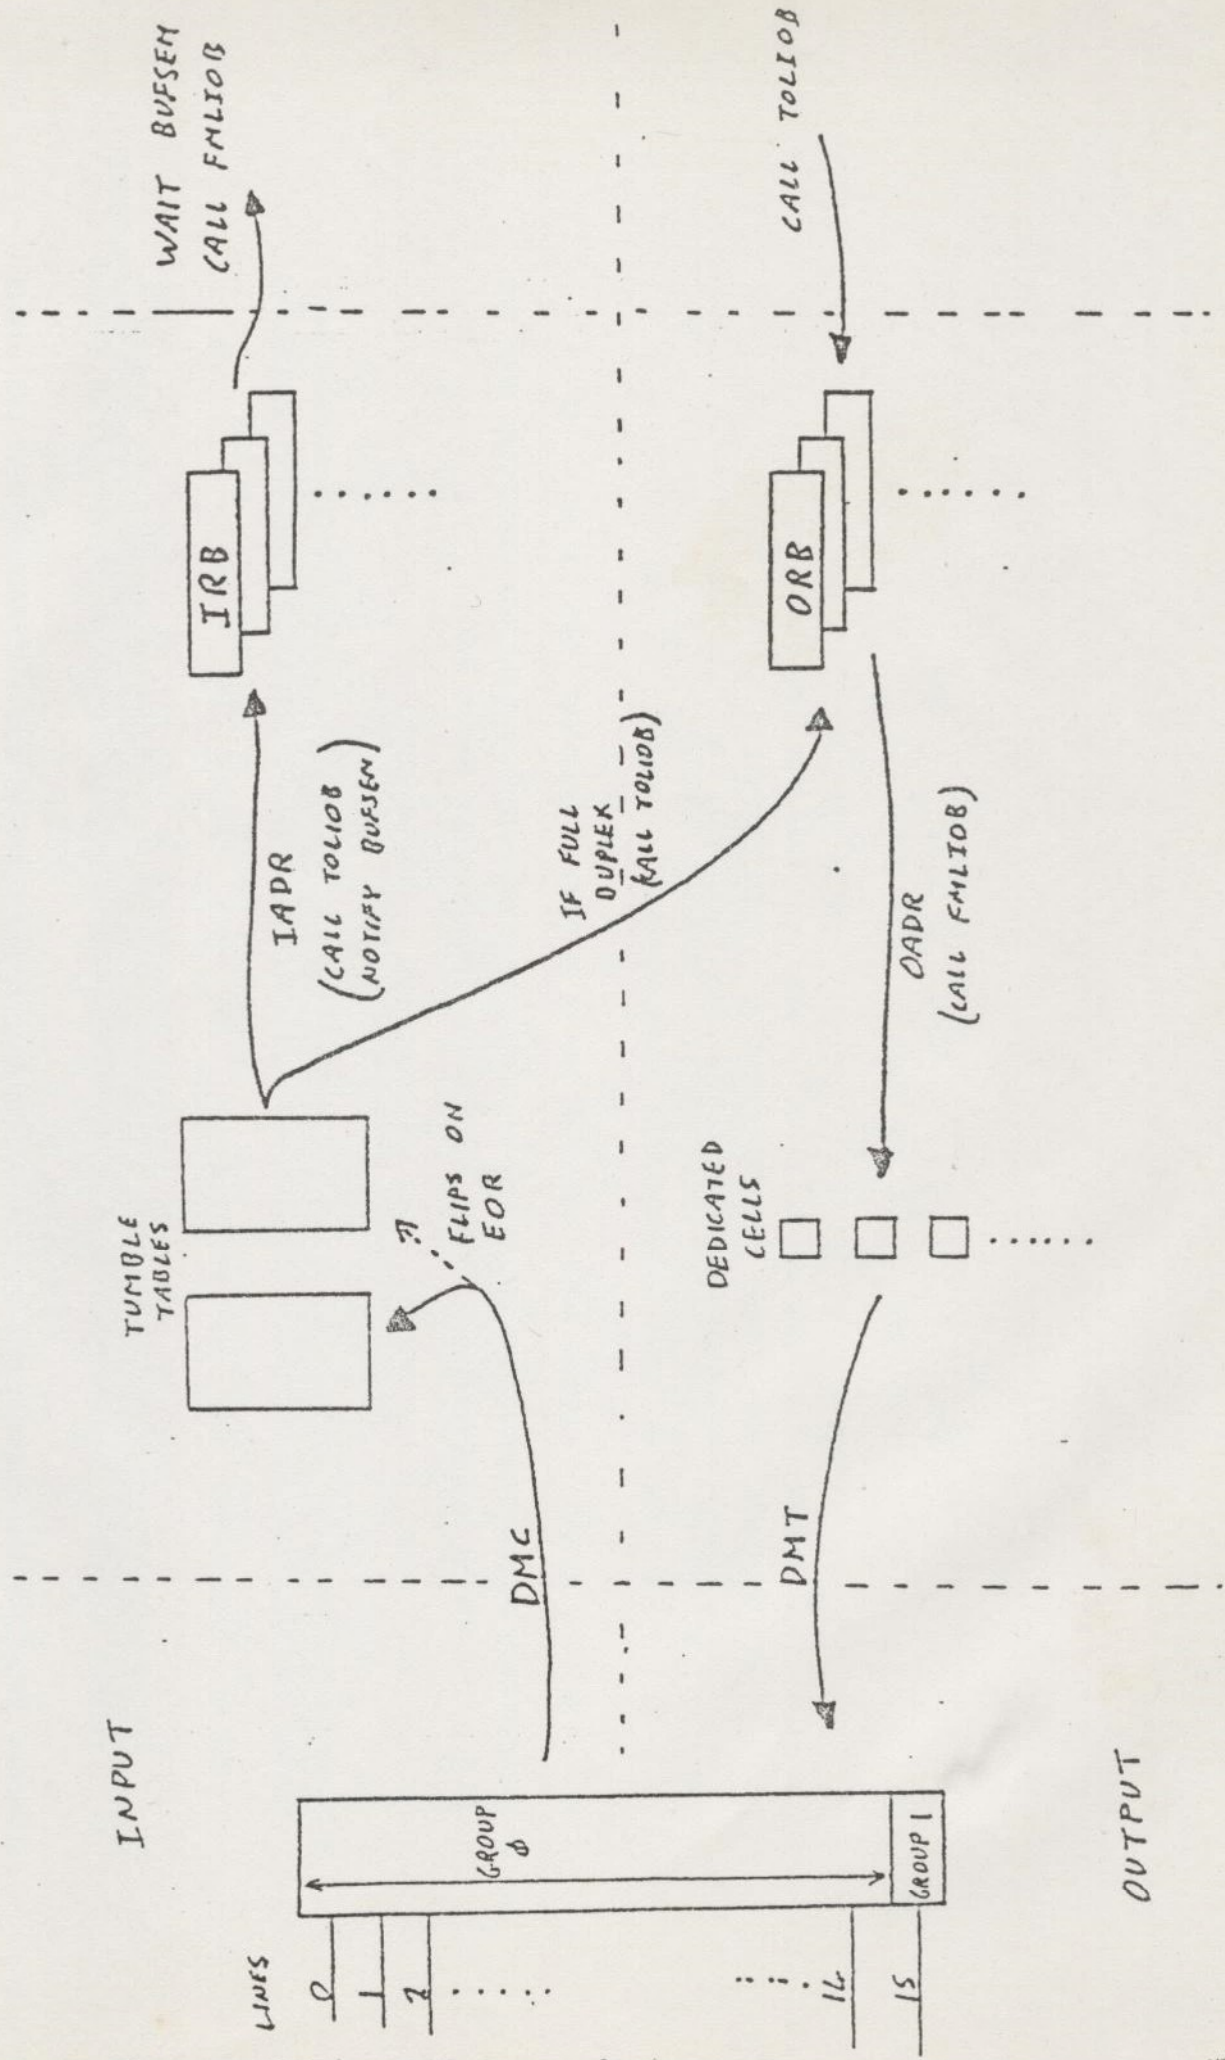 INPUT
LINES
0
1
2
14
15
GROUP
Φ
GROUP 1
OUTPUT
DMC
DMT
TUMBLE
TABLES
FLIPS ON
EOR
DEDICATED
CELLS
IADR
(CALL TOLIOB)
(NOTIFY BUFSEM)
IF FULL
DUPLEX
(CALL TOLIOB)
OADR
(CALL FMLIOB)
IRB
ORB
WAIT BUFSEM
CALL FMLIOB
CALL TOLIOB